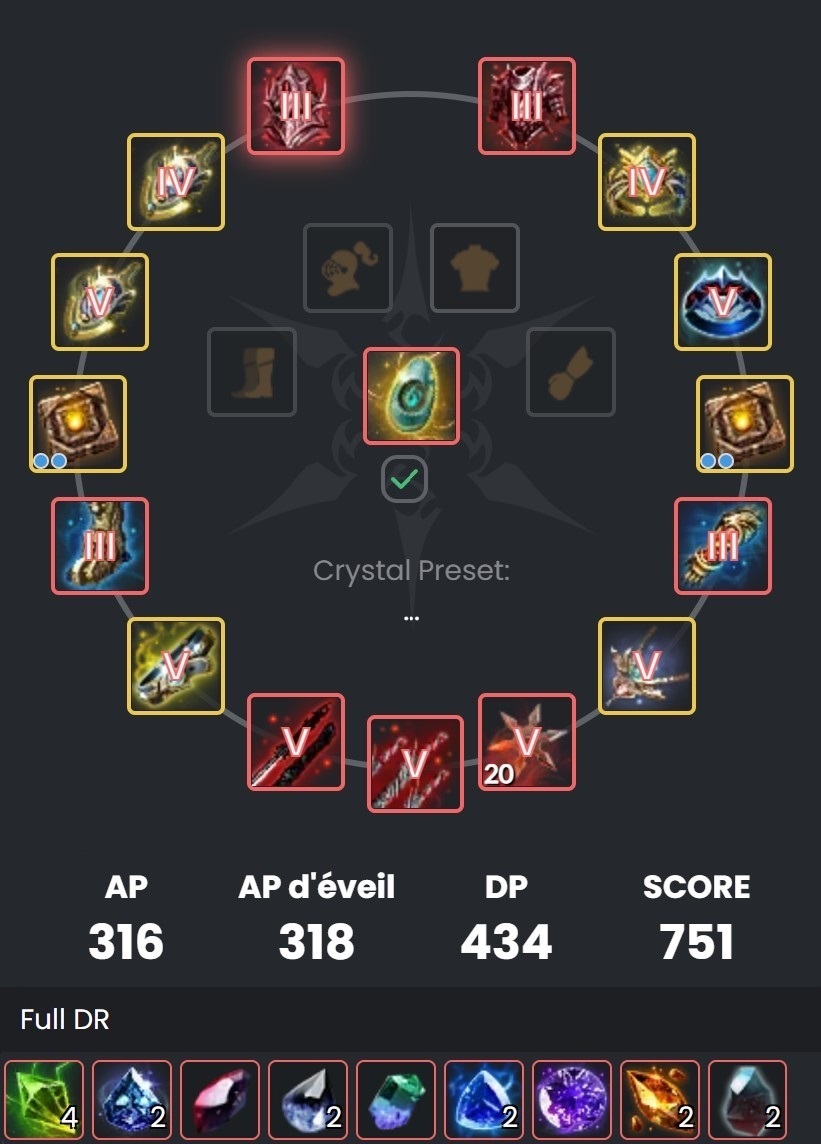 III III
IV IV
V V
III III
V V
V V V
20
Crystal Preset:
...
AP AP d'éveil DP SCORE
316 318 434 751
Full DR
4 2 2 2 2 2